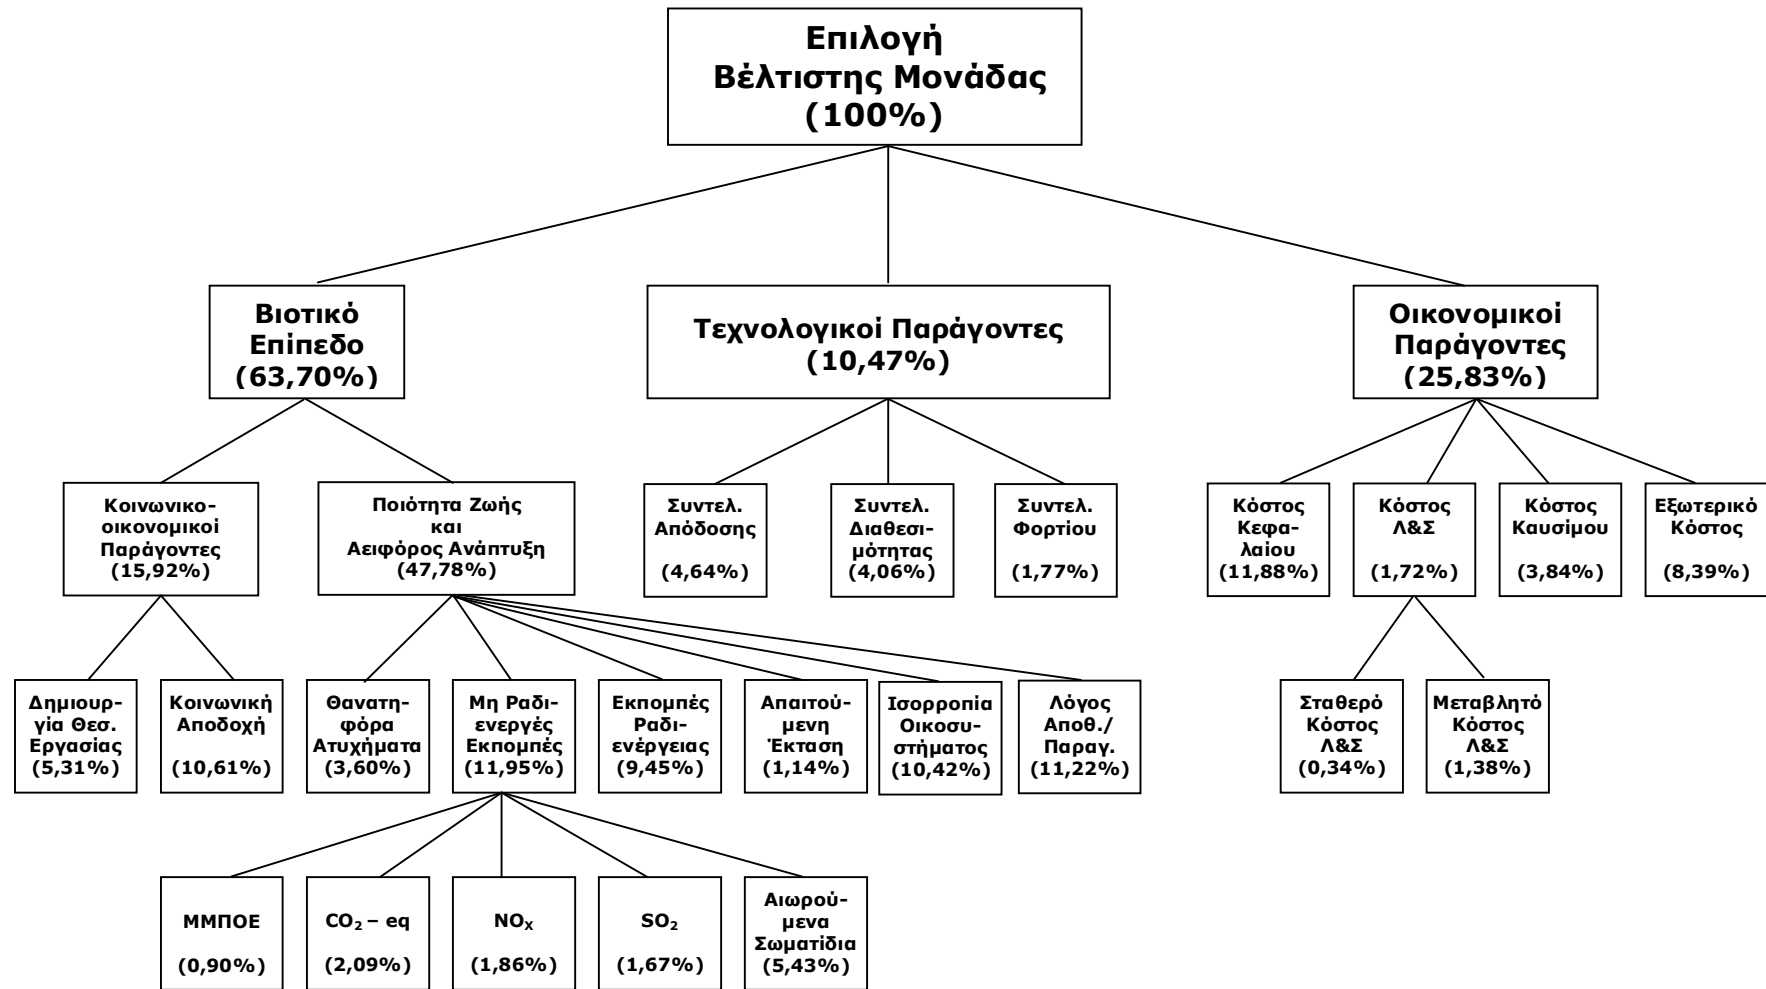 Επιλογή
Βέλτιστης Μονάδας
(100%)
Βιοτικό
Επίπεδο
(63,70%)
Τεχνολογικοί Παράγοντες
(10,47%)
Οικονομικοί
Παράγοντες
(25,83%)
Κοινωνικο-
οικονομικοί
Παράγοντες
(15,92%)
Ποιότητα Ζωής
και
Αειφόρος Ανάπτυξη
(47,78%)
Συντελ.
Απόδοσης
(4,64%)
Συντελ.
Διαθεσι-
μότητας
(4,06%)
Συντελ.
Φορτίου
(1,77%)
Κόστος
Κεφα-
λαίου
(11,88%)
Κόστος
Λ&Σ
(1,72%)
Κόστος
Καυσίμου
(3,84%)
Εξωτερικό
Κόστος
(8,39%)
Δημιουρ-
γία Θεσ.
Εργασίας
(5,31%)
Κοινωνική
Αποδοχή
(10,61%)
Θανατη-
φόρα
Ατυχήματα
(3,60%)
Μη Ραδι-
ενεργές
Εκπομπές
(11,95%)
Εκπομπές
Ραδι-
ενέργειας
(9,45%)
Απαιτού-
μενη
Έκταση
(1,14%)
Ισορροπία
Οικοσυ-
στήματος
(10,42%)
Λόγος
Αποθ./
Παραγ.
(11,22%)
Σταθερό
Κόστος
Λ&Σ
(0,34%)
Μεταβλητό
Κόστος
Λ&Σ
(1,38%)
ΜΜΠΟΕ
(0,90%)
CO₂ – eq
(2,09%)
NOₓ
(1,86%)
SO₂
(1,67%)
Αιωρού-
μενα
Σωματίδια
(5,43%)